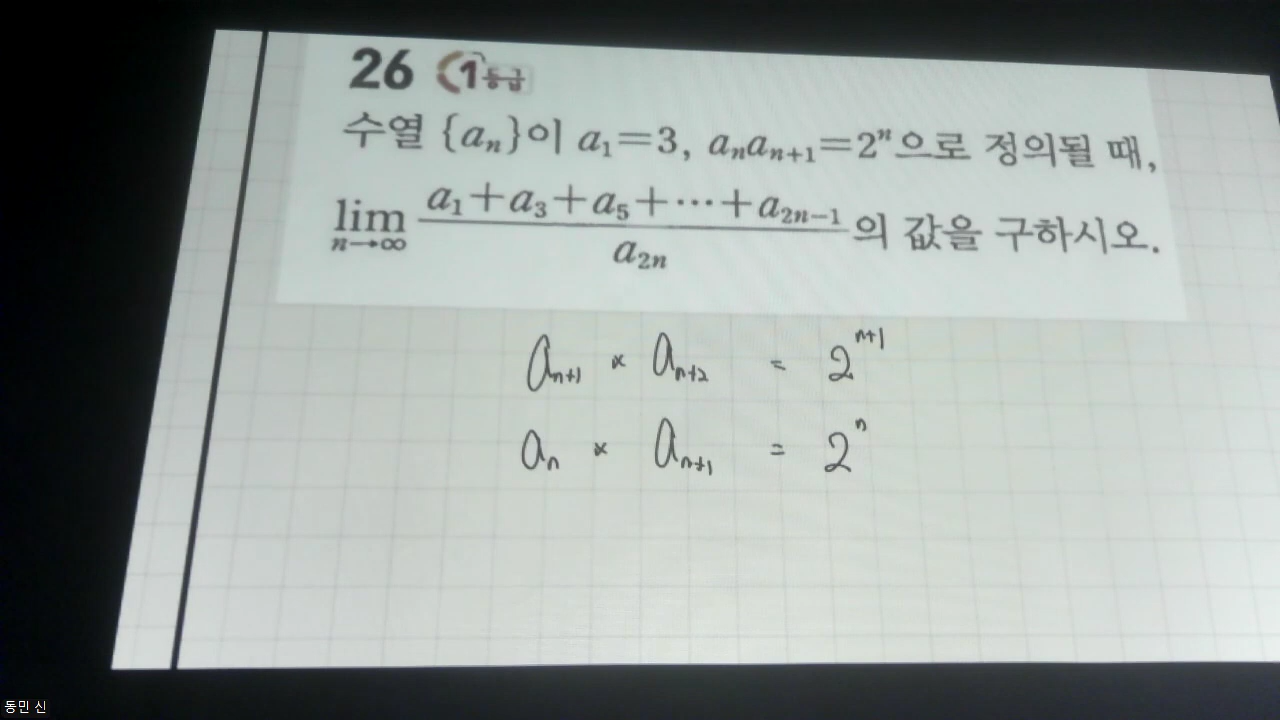 26 1등급
수열 {aₙ}이 a₁=3, aₙaₙ₊₁=2ⁿ으로 정의될 때,
lim n→∞ (a₁+a₃+a₅+⋯+a₂ₙ₋₁)/a₂ₙ 의 값을 구하시오.
aₙ₊₁ × aₙ₊₂ = 2ⁿ⁺¹
aₙ × aₙ₊₁ = 2ⁿ
동민 신